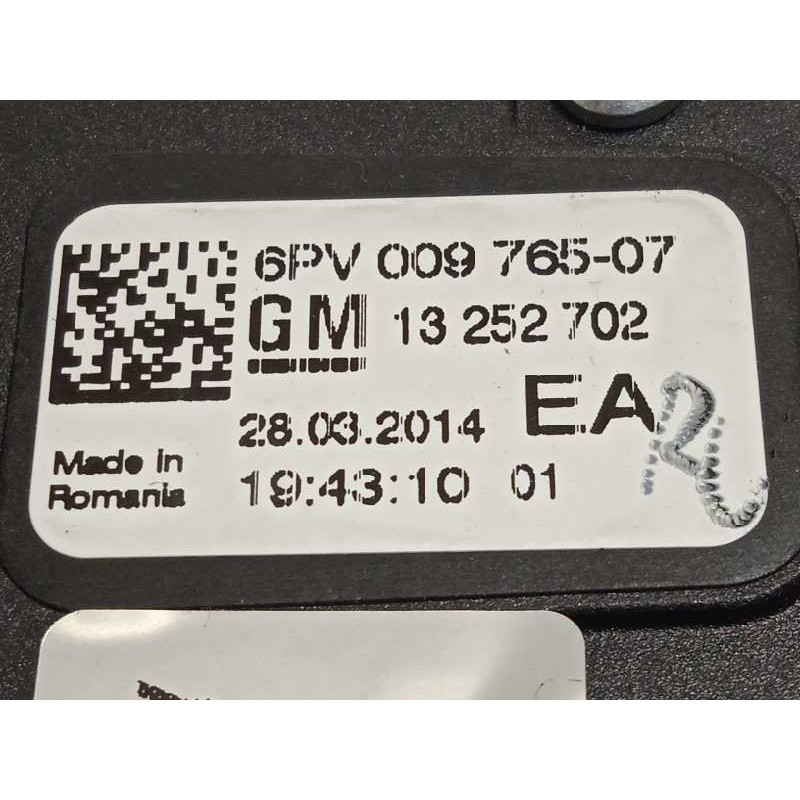 6PV 009 765-07
GM 13 252 702
EA
28.03.2014
Made in
Romania
19:43:10 01